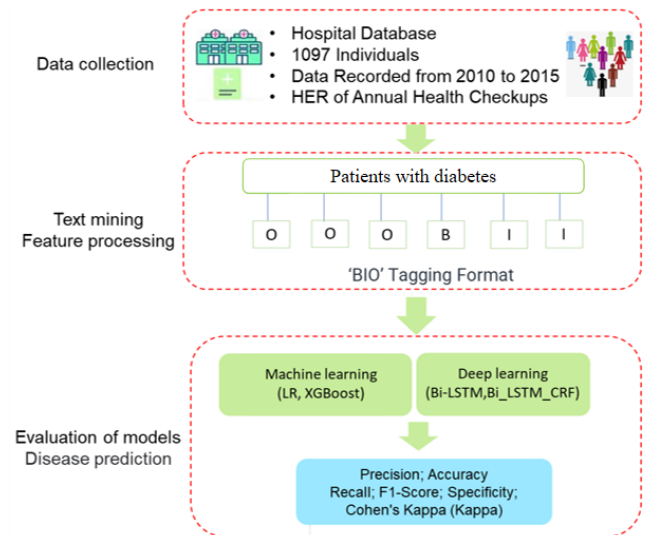 Data collection
• Hospital Database
• 1097 Individuals
• Data Recorded from 2010 to 2015
• HER of Annual Health Checkups
Text mining
Feature processing
Patients with diabetes
O O O B I I
‘BIO’ Tagging Format
Evaluation of models
Disease prediction
Machine learning
(LR, XGBoost)
Deep learning
(Bi-LSTM,Bi_LSTM_CRF)
Precision; Accuracy
Recall; F1-Score; Specificity;
Cohen's Kappa (Kappa)